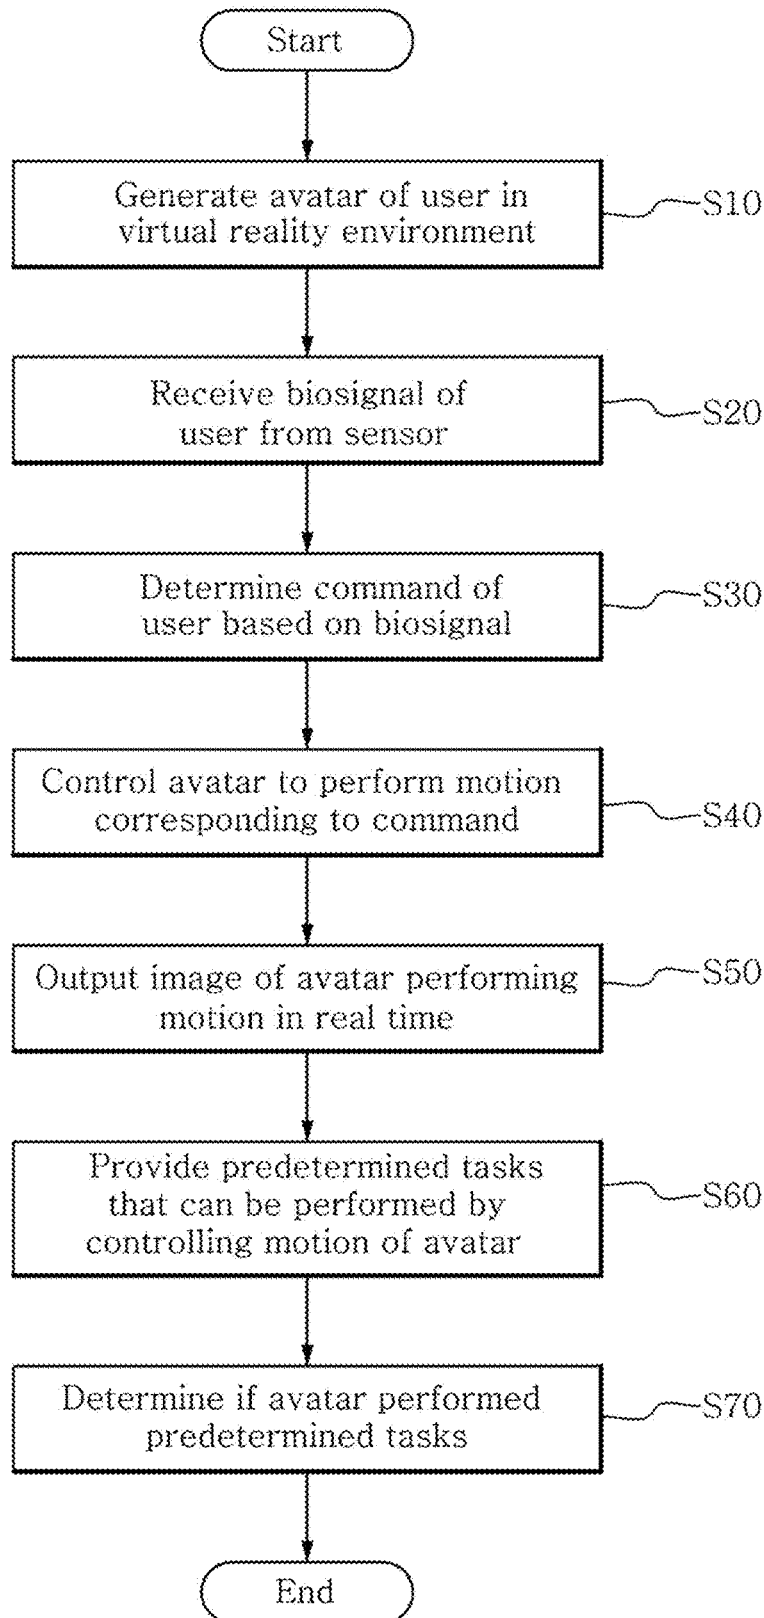 Start
Generate avatar of user in
virtual reality environment
S10
Receive biosignal of
user from sensor
S20
Determine command of
user based on biosignal
S30
Control avatar to perform motion
corresponding to command
S40
Output image of avatar performing
motion in real time
S50
Provide predetermined tasks
that can be performed by
controlling motion of avatar
S60
Determine if avatar performed
predetermined tasks
S70
End